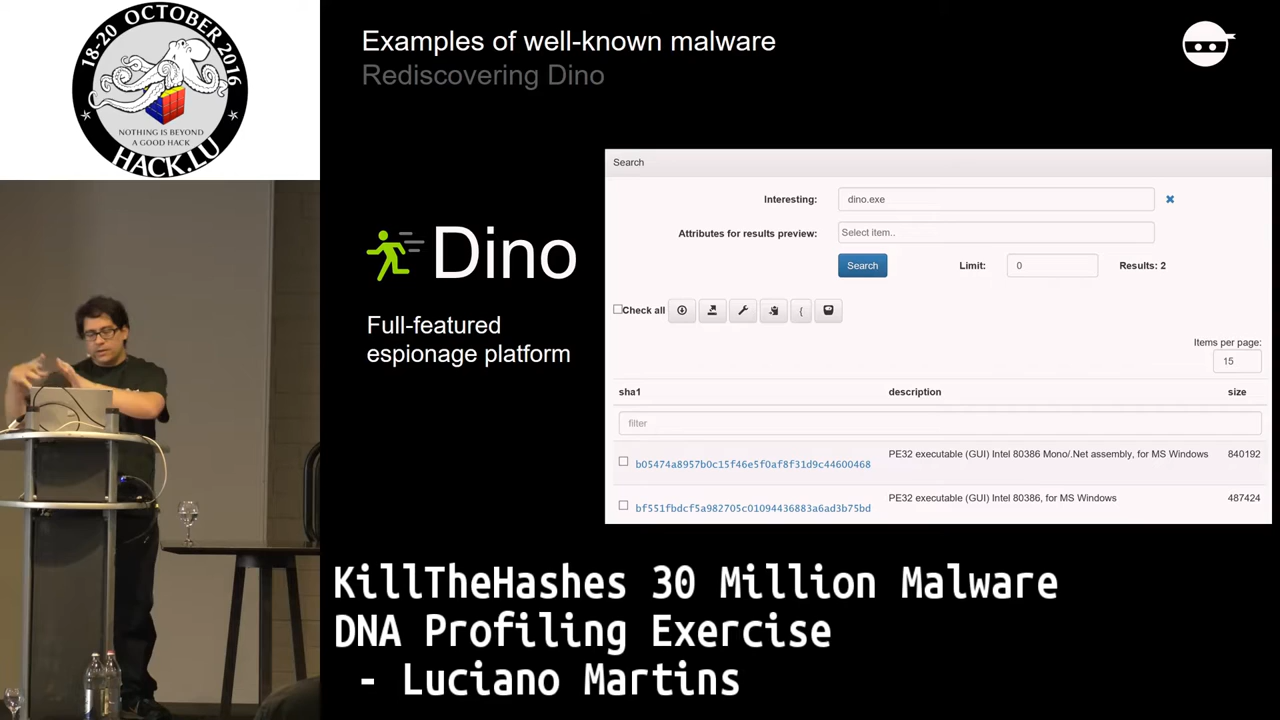 18-20 OCTOBER 2016
NOTHING IS BEYOND
A GOOD HACK
HACK.LU
Examples of well-known malware
Rediscovering Dino
Dino
Full-featured
espionage platform
Search
Interesting:
dino.exe
Attributes for results preview:
Select item..
Search
Limit:
0
Results: 2
Check all
Items per page:
15
sha1
description
size
filter
b05474a8957b0c15f46e5f0af8f31d9c44600468
PE32 executable (GUI) Intel 80386 Mono/.Net assembly, for MS Windows
840192
bf551fbdcf5a982705c01094436883a6ad3b75bd
PE32 executable (GUI) Intel 80386, for MS Windows
487424
KillTheHashes 30 Million Malware
DNA Profiling Exercise
- Luciano Martins